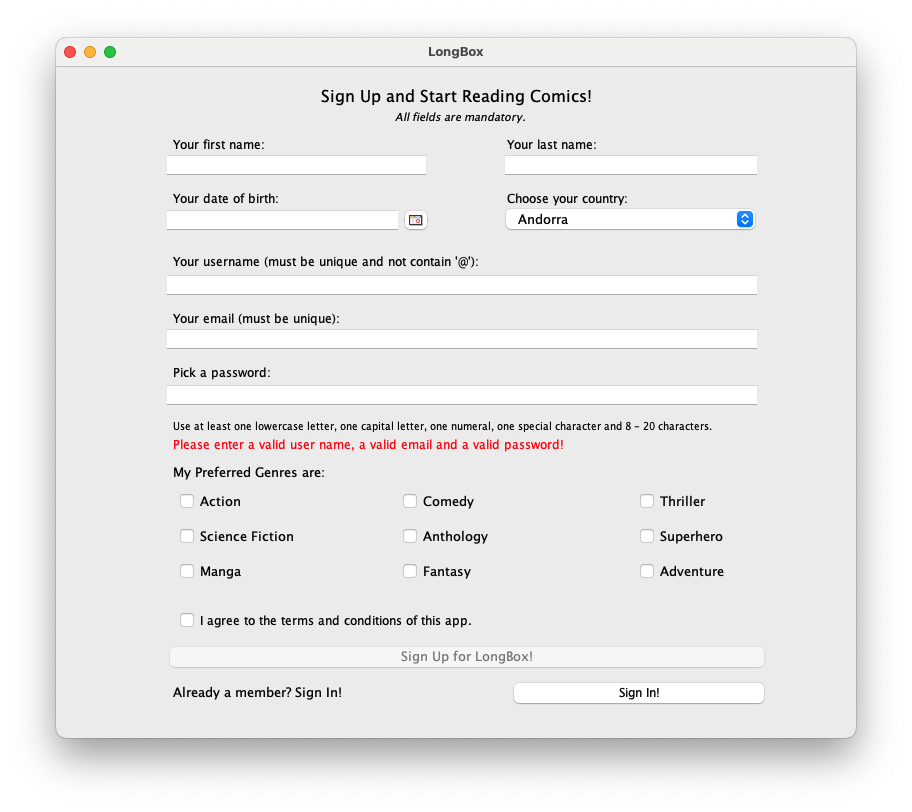 LongBox
Sign Up and Start Reading Comics!
All fields are mandatory.
Your first name: Your last name:
Your date of birth: Choose your country:
Andorra
Your username (must be unique and not contain '@'):
Your email (must be unique):
Pick a password:
Use at least one lowercase letter, one capital letter, one numeral, one special character and 8 – 20 characters.
Please enter a valid user name, a valid email and a valid password!
My Preferred Genres are:
Action Comedy Thriller
Science Fiction Anthology Superhero
Manga Fantasy Adventure
I agree to the terms and conditions of this app.
Sign Up for LongBox!
Already a member? Sign In! Sign In!